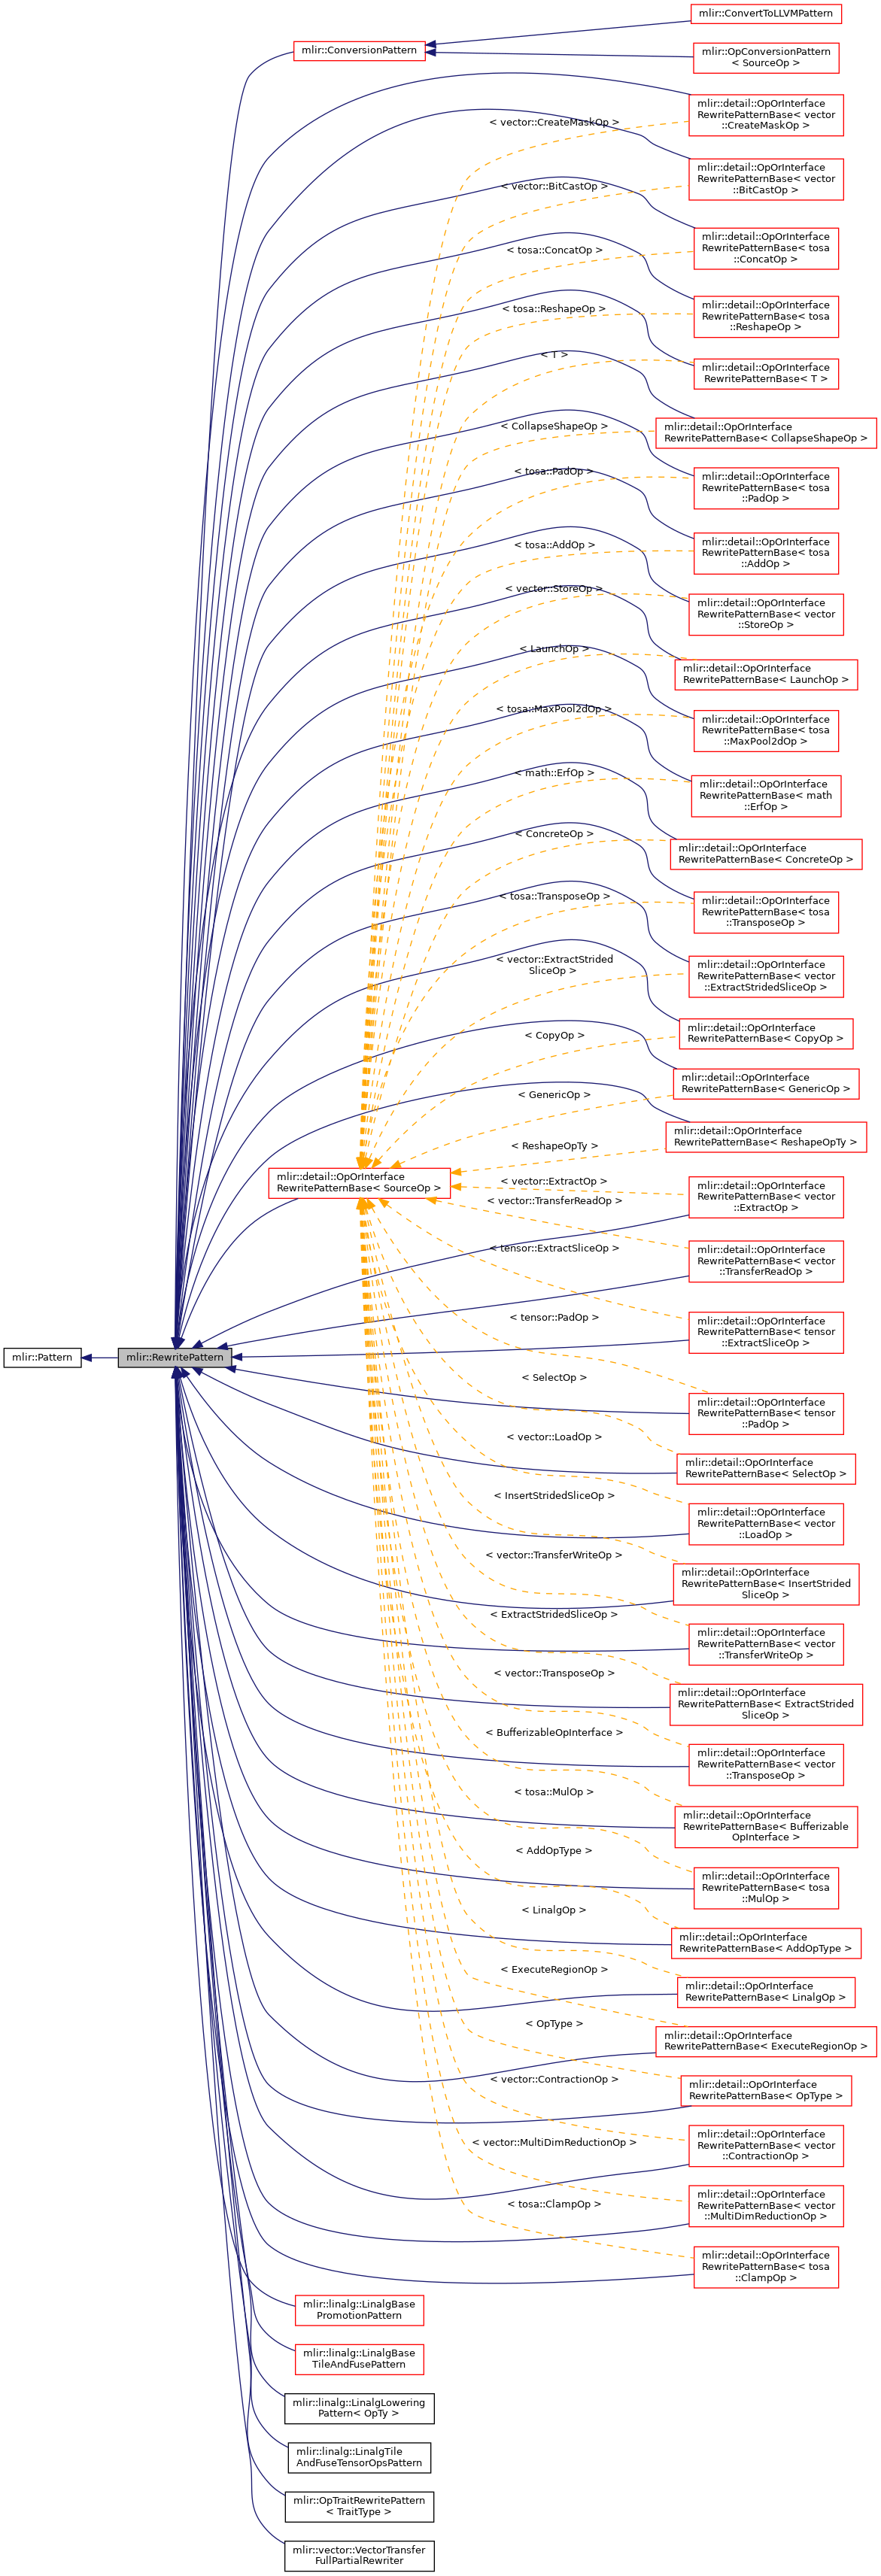 mlir::ConvertToLLVMPattern
mlir::ConversionPattern
mlir::OpConversionPattern
< SourceOp >
mlir::detail::OpOrInterface
RewritePatternBase< vector
::CreateMaskOp >
< vector::CreateMaskOp >
mlir::detail::OpOrInterface
RewritePatternBase< vector
::BitCastOp >
< vector::BitCastOp >
mlir::detail::OpOrInterface
RewritePatternBase< tosa
::ConcatOp >
< tosa::ConcatOp >
mlir::detail::OpOrInterface
RewritePatternBase< tosa
::ReshapeOp >
< tosa::ReshapeOp >
mlir::detail::OpOrInterface
RewritePatternBase< T >
< T >
mlir::detail::OpOrInterface
RewritePatternBase< CollapseShapeOp >
< CollapseShapeOp >
mlir::detail::OpOrInterface
RewritePatternBase< tosa
::PadOp >
< tosa::PadOp >
mlir::detail::OpOrInterface
RewritePatternBase< tosa
::AddOp >
< tosa::AddOp >
mlir::detail::OpOrInterface
RewritePatternBase< vector
::StoreOp >
< vector::StoreOp >
mlir::detail::OpOrInterface
RewritePatternBase< LaunchOp >
< LaunchOp >
mlir::detail::OpOrInterface
RewritePatternBase< tosa
::MaxPool2dOp >
< tosa::MaxPool2dOp >
mlir::detail::OpOrInterface
RewritePatternBase< math
::ErfOp >
< math::ErfOp >
mlir::detail::OpOrInterface
RewritePatternBase< ConcreteOp >
< ConcreteOp >
mlir::detail::OpOrInterface
RewritePatternBase< tosa
::TransposeOp >
< tosa::TransposeOp >
mlir::detail::OpOrInterface
RewritePatternBase< vector
::ExtractStridedSliceOp >
< vector::ExtractStrided
SliceOp >
mlir::detail::OpOrInterface
RewritePatternBase< CopyOp >
< CopyOp >
mlir::detail::OpOrInterface
RewritePatternBase< GenericOp >
< GenericOp >
mlir::detail::OpOrInterface
RewritePatternBase< ReshapeOpTy >
< ReshapeOpTy >
mlir::detail::OpOrInterface
RewritePatternBase< SourceOp >
mlir::detail::OpOrInterface
RewritePatternBase< vector
::ExtractOp >
< vector::ExtractOp >
< vector::TransferReadOp >
mlir::detail::OpOrInterface
RewritePatternBase< vector
::TransferReadOp >
< tensor::ExtractSliceOp >
mlir::detail::OpOrInterface
RewritePatternBase< tensor
::ExtractSliceOp >
< tensor::PadOp >
mlir::Pattern
mlir::RewritePattern
mlir::detail::OpOrInterface
RewritePatternBase< tensor
::PadOp >
< SelectOp >
mlir::detail::OpOrInterface
RewritePatternBase< SelectOp >
< vector::LoadOp >
mlir::detail::OpOrInterface
RewritePatternBase< vector
::LoadOp >
< InsertStridedSliceOp >
mlir::detail::OpOrInterface
RewritePatternBase< InsertStrided
SliceOp >
< vector::TransferWriteOp >
mlir::detail::OpOrInterface
RewritePatternBase< vector
::TransferWriteOp >
< ExtractStridedSliceOp >
mlir::detail::OpOrInterface
RewritePatternBase< ExtractStrided
SliceOp >
< vector::TransposeOp >
mlir::detail::OpOrInterface
RewritePatternBase< vector
::TransposeOp >
< BufferizableOpInterface >
mlir::detail::OpOrInterface
RewritePatternBase< Bufferizable
OpInterface >
< tosa::MulOp >
mlir::detail::OpOrInterface
RewritePatternBase< tosa
::MulOp >
< AddOpType >
mlir::detail::OpOrInterface
RewritePatternBase< AddOpType >
< LinalgOp >
mlir::detail::OpOrInterface
RewritePatternBase< LinalgOp >
< ExecuteRegionOp >
mlir::detail::OpOrInterface
RewritePatternBase< ExecuteRegionOp >
< OpType >
mlir::detail::OpOrInterface
RewritePatternBase< OpType >
< vector::ContractionOp >
mlir::detail::OpOrInterface
RewritePatternBase< vector
::ContractionOp >
< vector::MultiDimReductionOp >
mlir::detail::OpOrInterface
RewritePatternBase< vector
::MultiDimReductionOp >
< tosa::ClampOp >
mlir::detail::OpOrInterface
RewritePatternBase< tosa
::ClampOp >
mlir::linalg::LinalgBase
PromotionPattern
mlir::linalg::LinalgBase
TileAndFusePattern
mlir::linalg::LinalgLowering
Pattern< OpTy >
mlir::linalg::LinalgTile
AndFuseTensorOpsPattern
mlir::OpTraitRewritePattern
< TraitType >
mlir::vector::VectorTransfer
FullPartialRewriter